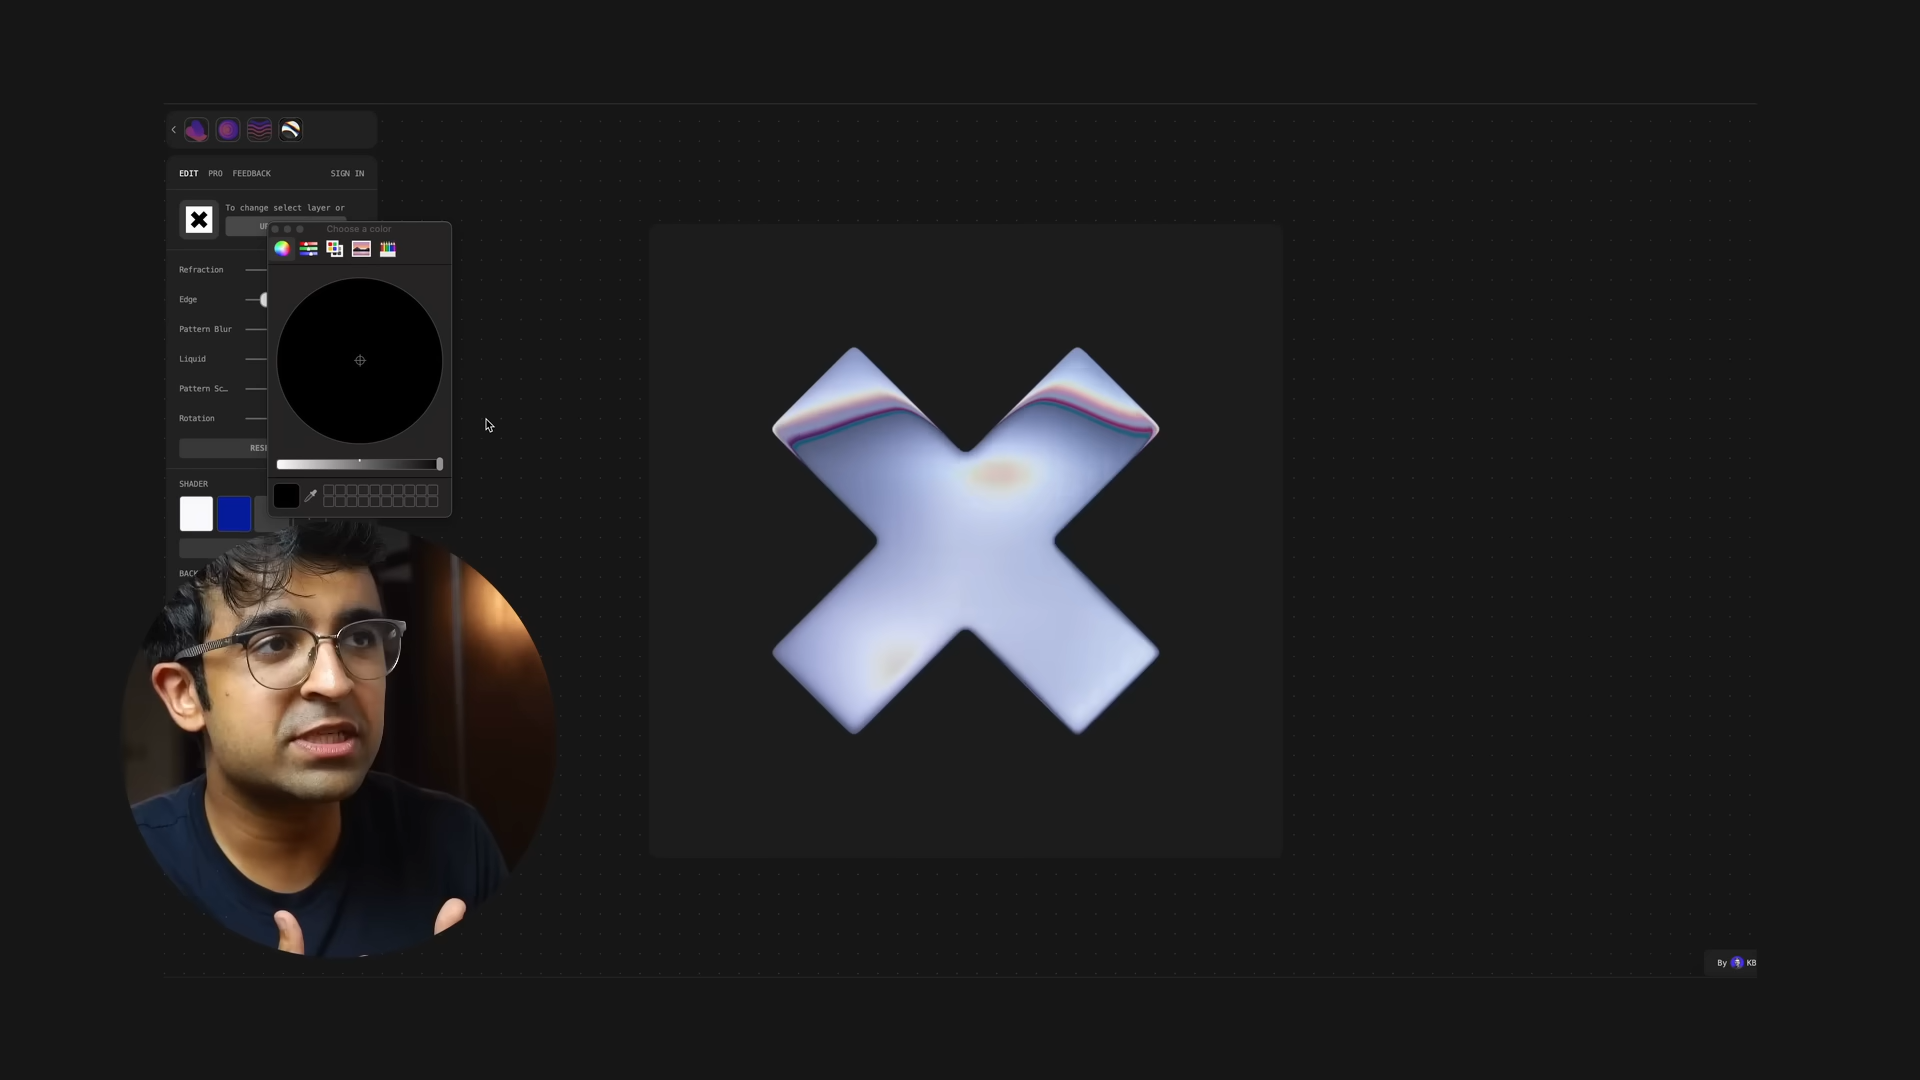 EDIT PRO FEEDBACK SIGN IN
To change select layer or
Choose a color
Refraction
Edge
Pattern Blur
Liquid
Pattern Sc…
Rotation
SHADER
By KB